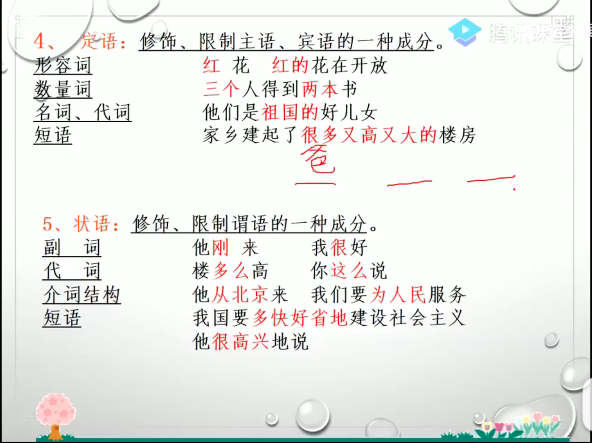 腾讯课堂
4、 定语：修饰、限制主语、宾语的一种成分。
形容词 红 花 红的花在开放
数量词 三个人得到两本书
名词、代词 他们是祖国的好儿女
短语 家乡建起了很多又高又大的楼房
5、状语：修饰、限制谓语的一种成分。
副 词 他刚 来 我很好
代 词 楼多么高 你这么说
介词结构 他从北京来 我们要为人民服务
短语 我国要多快好省地建设社会主义
他很高兴地说